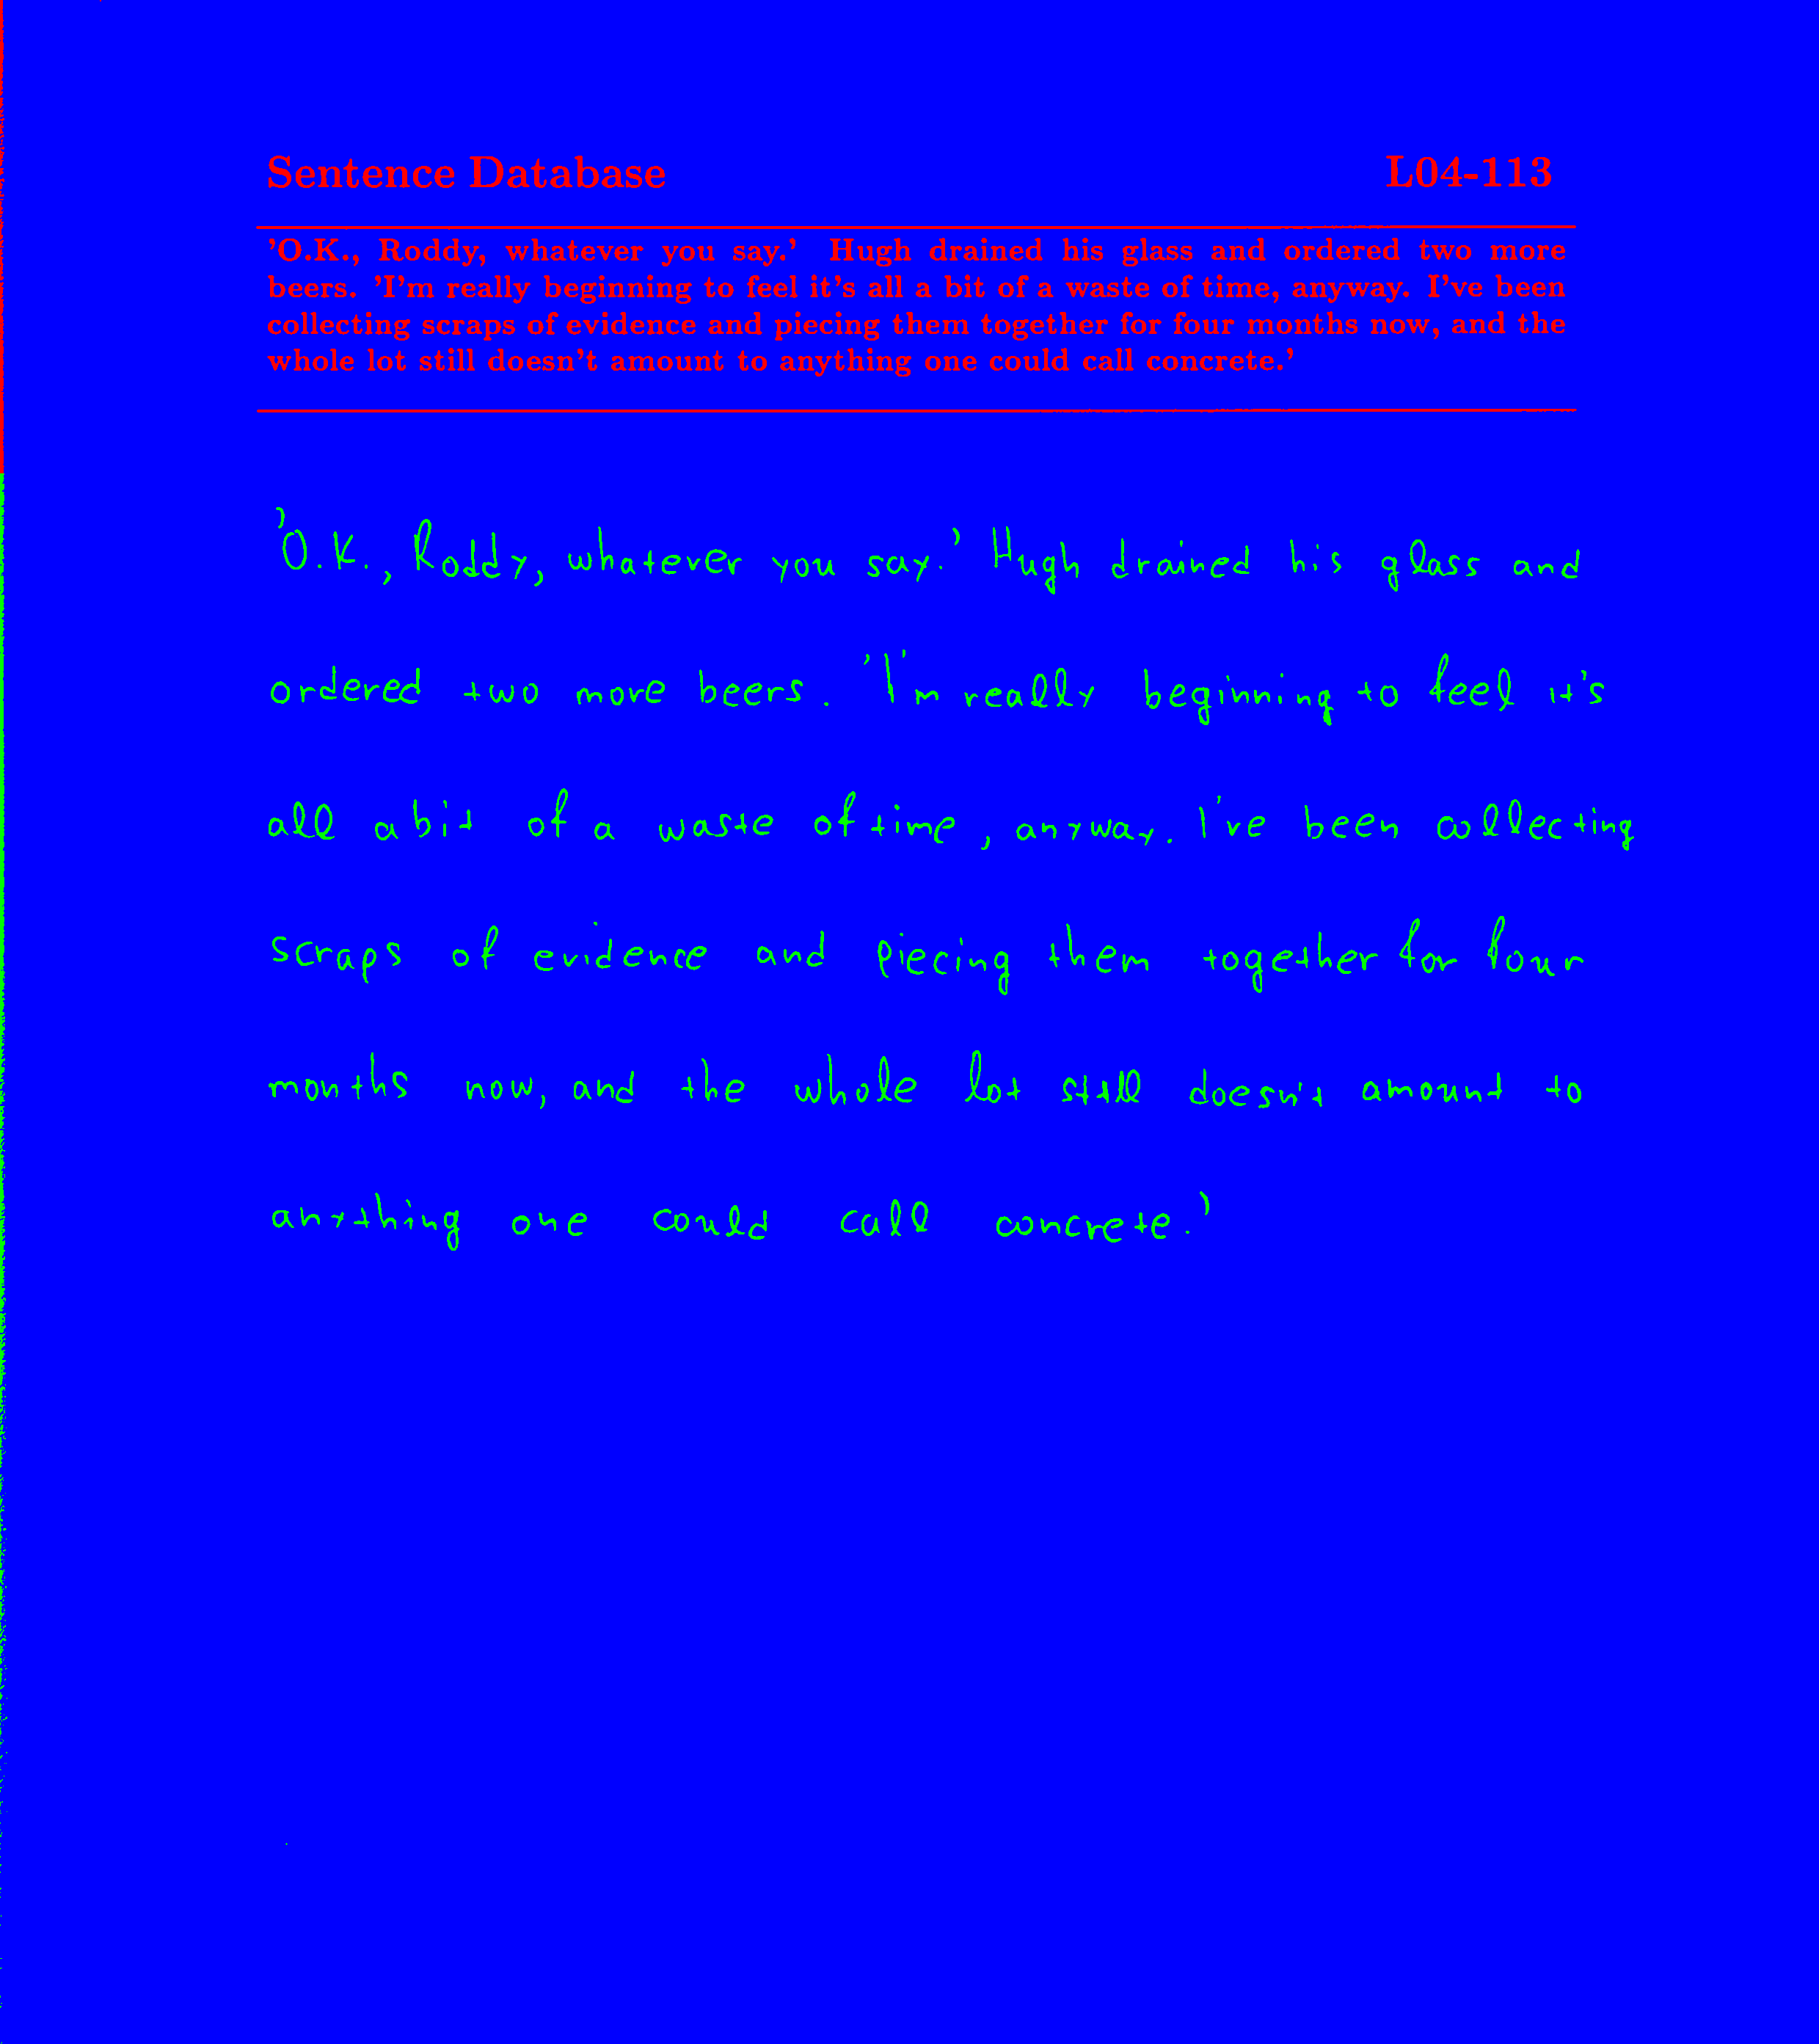 Sentence Database L04-113
'O.K., Roddy, whatever you say.' Hugh drained his glass and ordered two more
beers. 'I'm really beginning to feel it's all a bit of a waste of time, anyway. I've been
collecting scraps of evidence and piecing them together for four months now, and the
whole lot still doesn't amount to anything one could call concrete.'
'O.K., Roddy, whatever you say.' Hugh drained his glass and
ordered two more beers. 'I'm really beginning to feel it's
all a bit of a waste of time, anyway. I've been collecting
scraps of evidence and piecing them together for four
months now, and the whole lot still doesn't amount to
anything one could call concrete.'